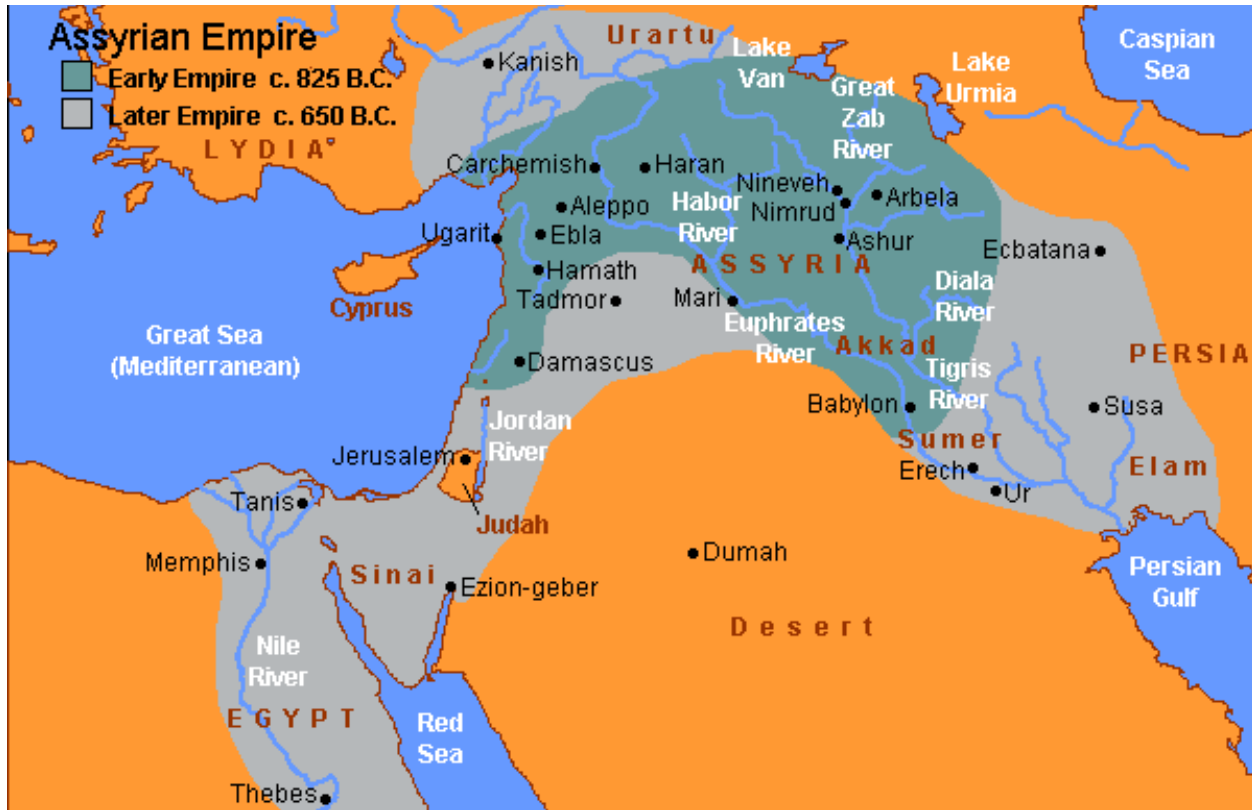 Assyrian Empire
Early Empire c. 825 B.C.
Later Empire c. 650 B.C.
Urartu
Kanish
Lake
Van
Caspian
Sea
Lake
Urmia
Great
Zab
River
LYDIA
Carchemish
Haran
Nineveh
Nimrud
Arbela
Aleppo
Habor
River
Ugarit
Ebla
Ashur
Ecbatana
Hamath
ASSYRIA
Tadmor
Mari
Diala
River
Cyprus
Euphrates
River
Great Sea
(Mediterranean)
Akkad
PERSIA
Damascus
Tigris
River
Babylon
Susa
Jordan
River
Sumer
Jerusalem
Erech
Elam
Ur
Tanis
Judah
Memphis
Sinai
Dumah
Ezion-geber
Persian
Gulf
Desert
Nile
River
EGYPT
Red
Sea
Thebes